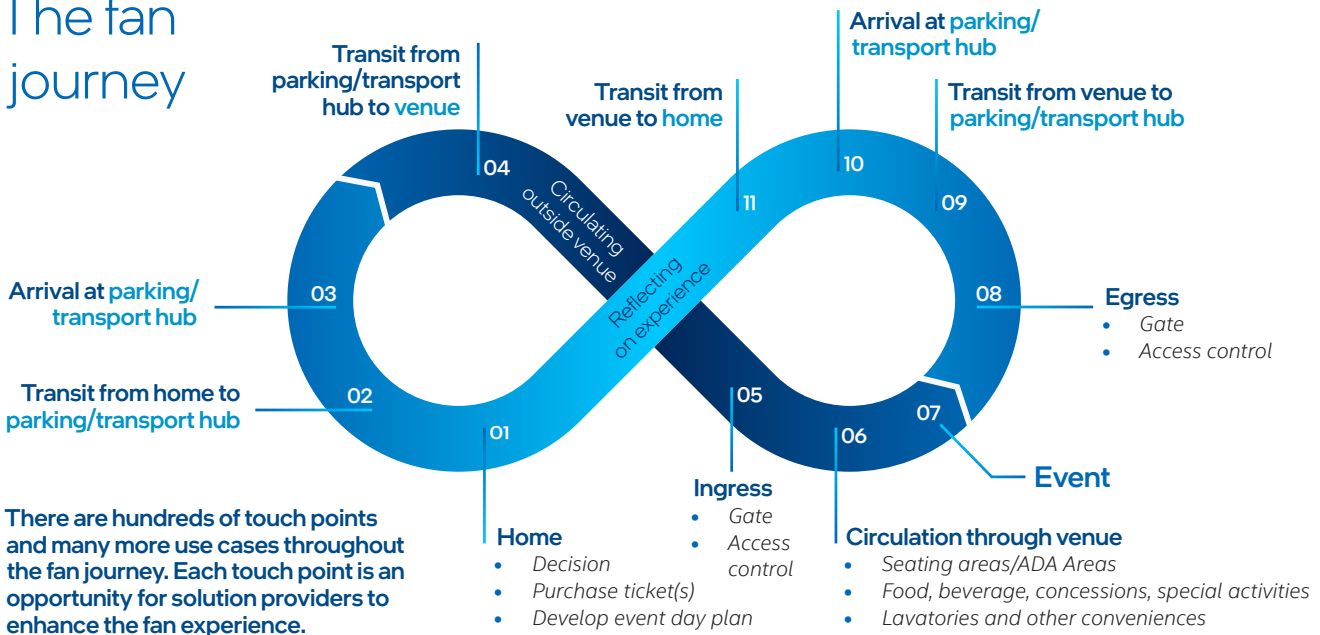 The fan
journey
Transit from
parking/transport
hub to venue
04
Circulating
outside venue
Transit from
venue to home
11
Arrival at parking/
transport hub
10
Transit from venue to
parking/transport hub
09
Arrival at parking/
transport hub
03
Reflecting
on experience
08
Egress
• Gate
• Access control
Transit from home to
parking/transport hub
02
01
Home
• Decision
• Purchase ticket(s)
• Develop event day plan
05
Ingress
• Gate
• Access
control
06
Circulation through venue
• Seating areas/ADA Areas
• Food, beverage, concessions, special activities
• Lavatories and other conveniences
07
Event
There are hundreds of touch points
and many more use cases throughout
the fan journey. Each touch point is an
opportunity for solution providers to
enhance the fan experience.